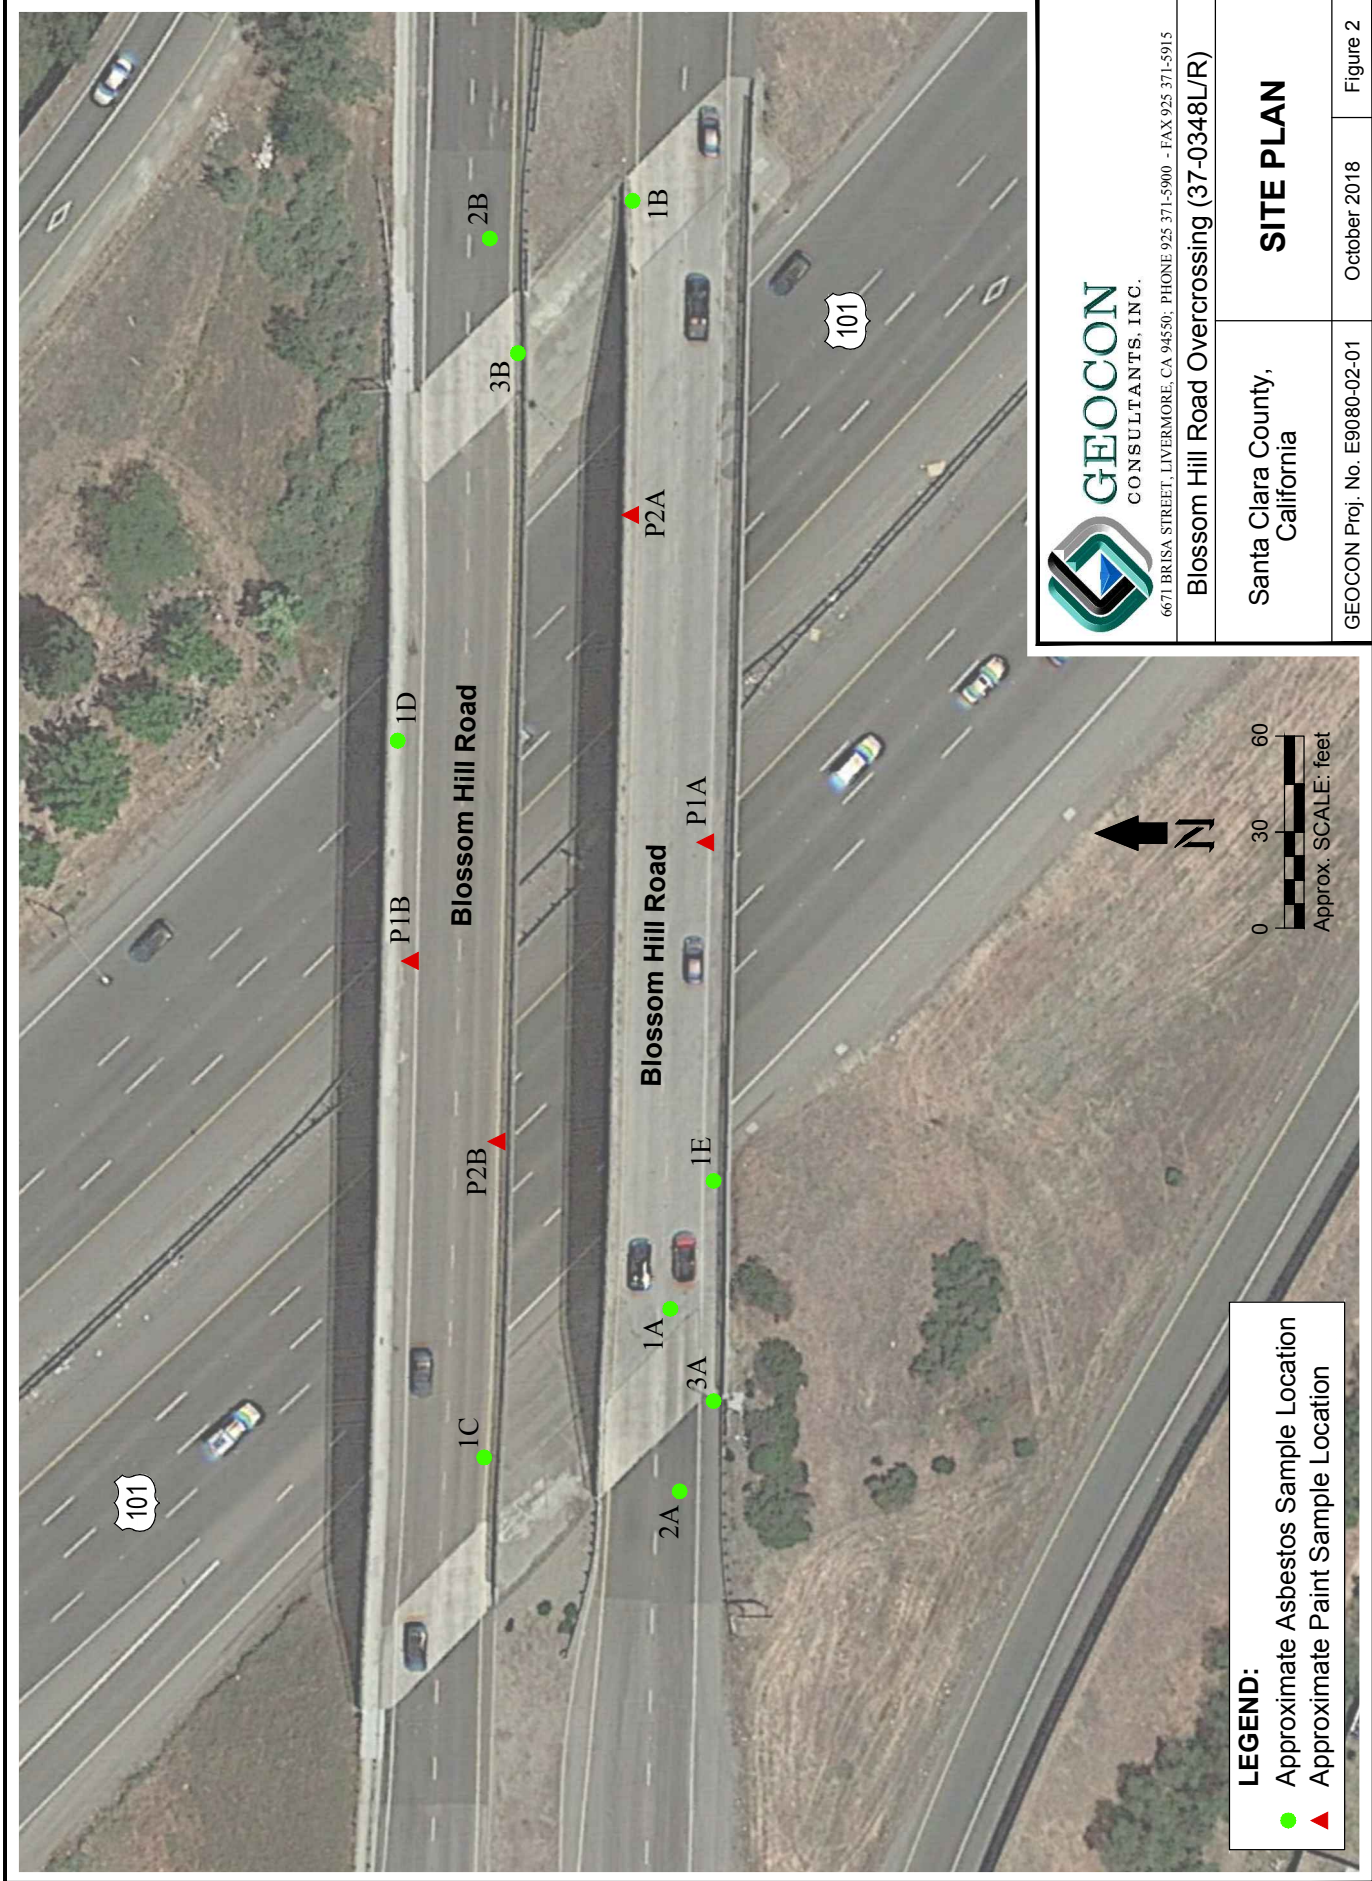 101
1C
P2B
P1B
1D
3B
2B
Blossom Hill Road
2A
3A
1A
1E
P1A
P2A
1B
Blossom Hill Road
101
LEGEND:
Approximate Asbestos Sample Location
Approximate Paint Sample Location
N
0 30 60
Approx. SCALE: feet
GEOCON
CONSULTANTS, INC.
6671 BRISA STREET, LIVERMORE, CA 94550; PHONE 925 371-5900 - FAX 925 371-5915
Blossom Hill Road Overcrossing (37-0348L/R)
Santa Clara County,
California
SITE PLAN
GEOCON Proj. No. E9080-02-01
October 2018
Figure 2